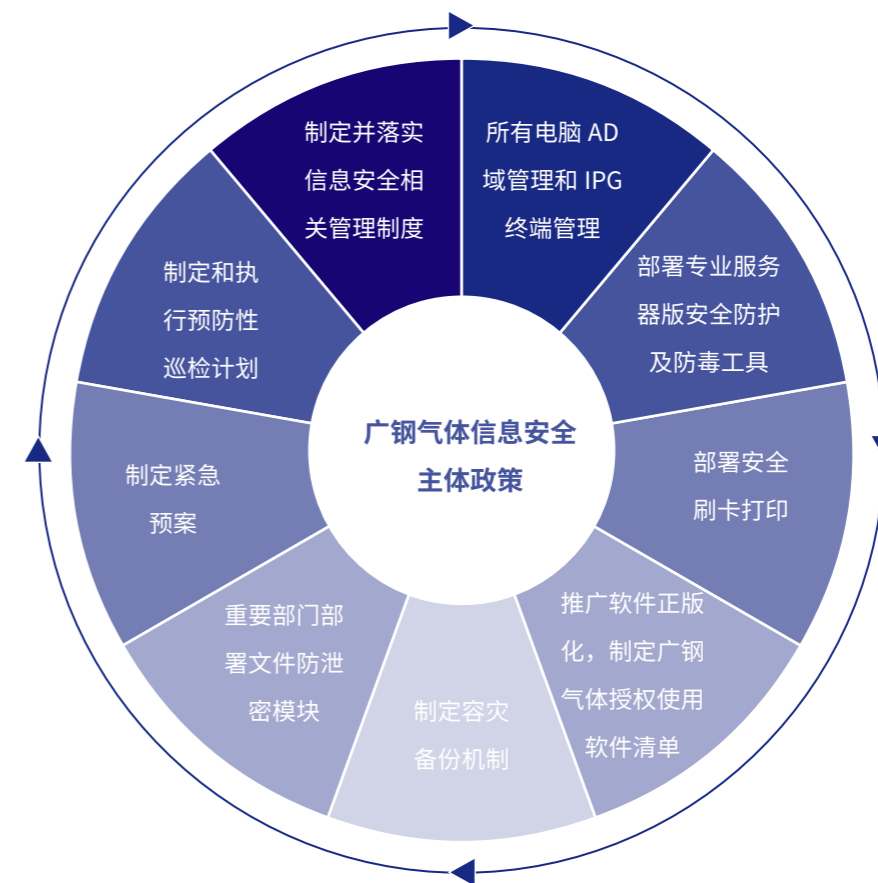 制定并落实
信息安全相
关管理制度
所有电脑 AD
域管理和 IPG
终端管理
部署专业服务
器版安全防护
及防毒工具
部署安全
刷卡打印
推广软件正版
化，制定广钢
气体授权使用
软件清单
制定容灾
备份机制
重要部门部
署文件防泄
密模块
制定紧急
预案
制定和执
行预防性
巡检计划
广钢气体信息安全
主体政策